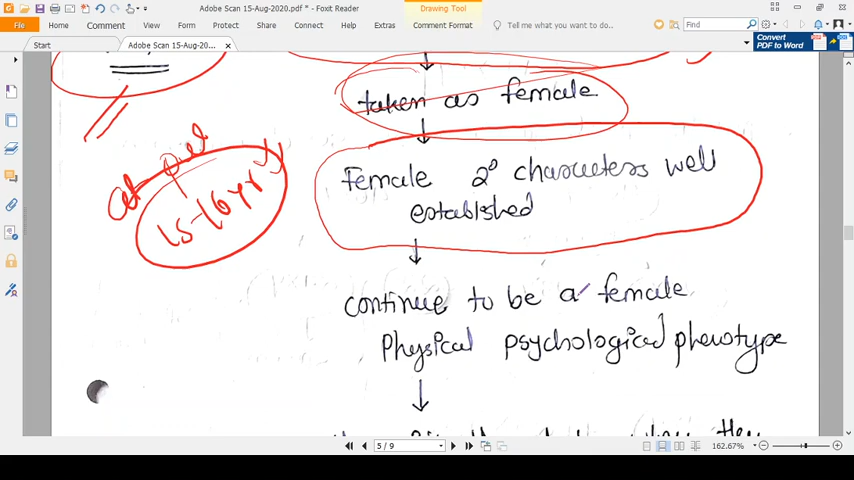 Adobe Scan 15-Aug-2020.pdf * - Foxit Reader
Drawing Tool
File
Home
Comment
View
Form
Protect
Share
Connect
Help
Extras
Comment Format
Tell me what you want to do...
Find
Start
Adobe Scan 15-Aug-2020....
Convert
PDF to Word
taken as female
at
15-16 yr
Female 2° characters well
established
continue to be a female
Physical psychological phenotype
5 / 9
162.67%